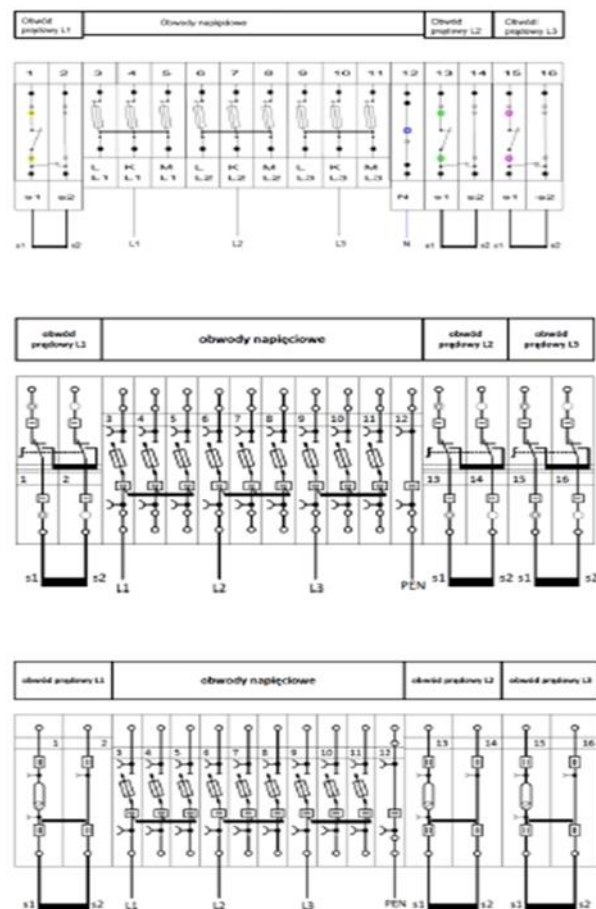 Obwód Obwody napięciowe Obwód Obwód
prądowy L1 prądowy L2 prądowy L3
1 2 3 4 5 6 7 8 9 10 11 12 13 14 15 16
L K M L K M L K M
L1 L1 L1 L2 L2 L2 L3 L3 L3 N
s1 s2 L1 L2 L3 N s1 s2 s1 s2
obwód obwody napięciowe obwód obwód
prądowy L1 prądowy L2 prądowy L3
3 4 5 6 7 8 9 10 11 12
1 2 13 14 15 16
s1 s2 L1 L2 L3 PEN s1 s2 s1 s2
obwód prądowy L1 obwody napięciowe obwód prądowy L2 obwód prądowy L3
1 2 3 4 5 6 7 8 9 10 11 12 13 14 15 16
s1 s2 L1 L2 L3 PEN s1 s2 s1 s2